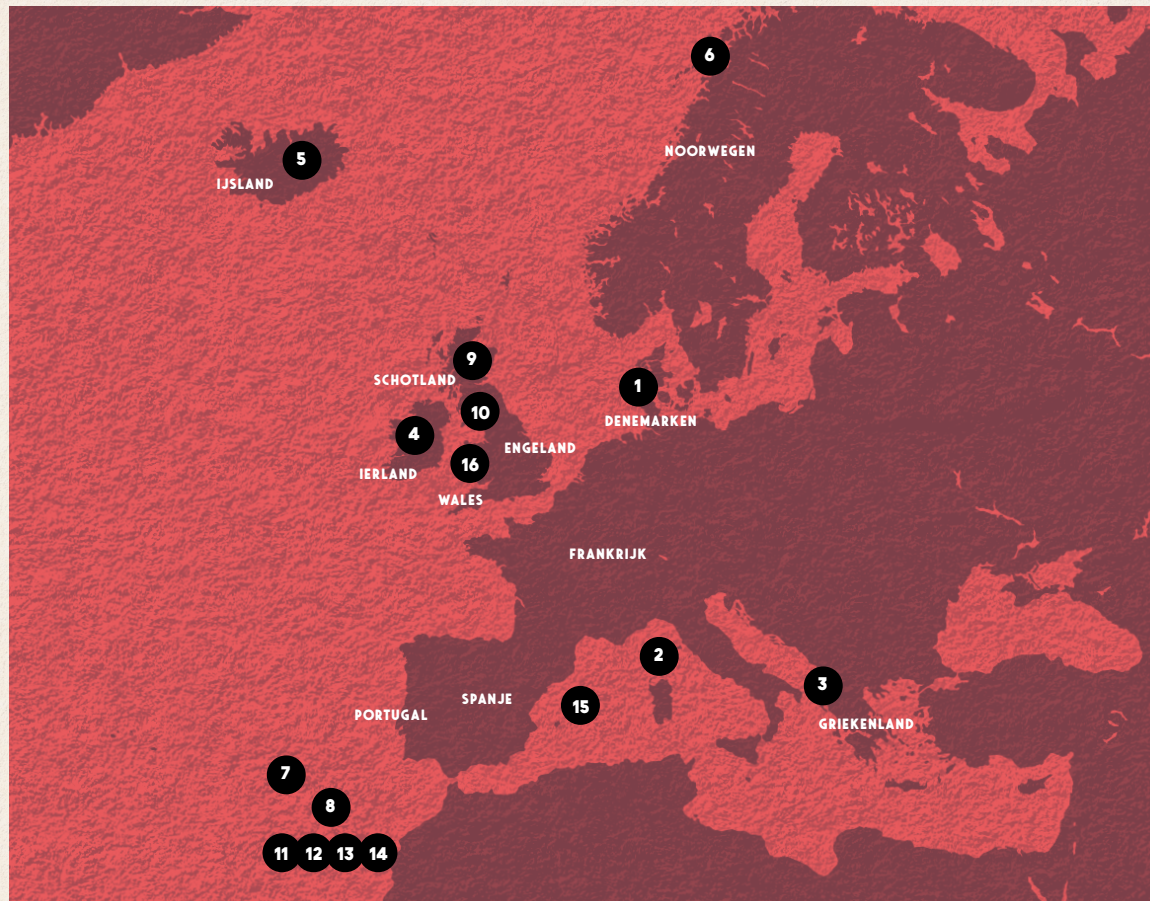 6
NOORWEGEN
5
IJSLAND
9
SCHOTLAND
1
DENEMARKEN
10
4
ENGELAND
16
IERLAND
WALES
FRANKRIJK
2
3
SPANJE
15
PORTUGAL
GRIEKENLAND
7
8
11 12 13 14